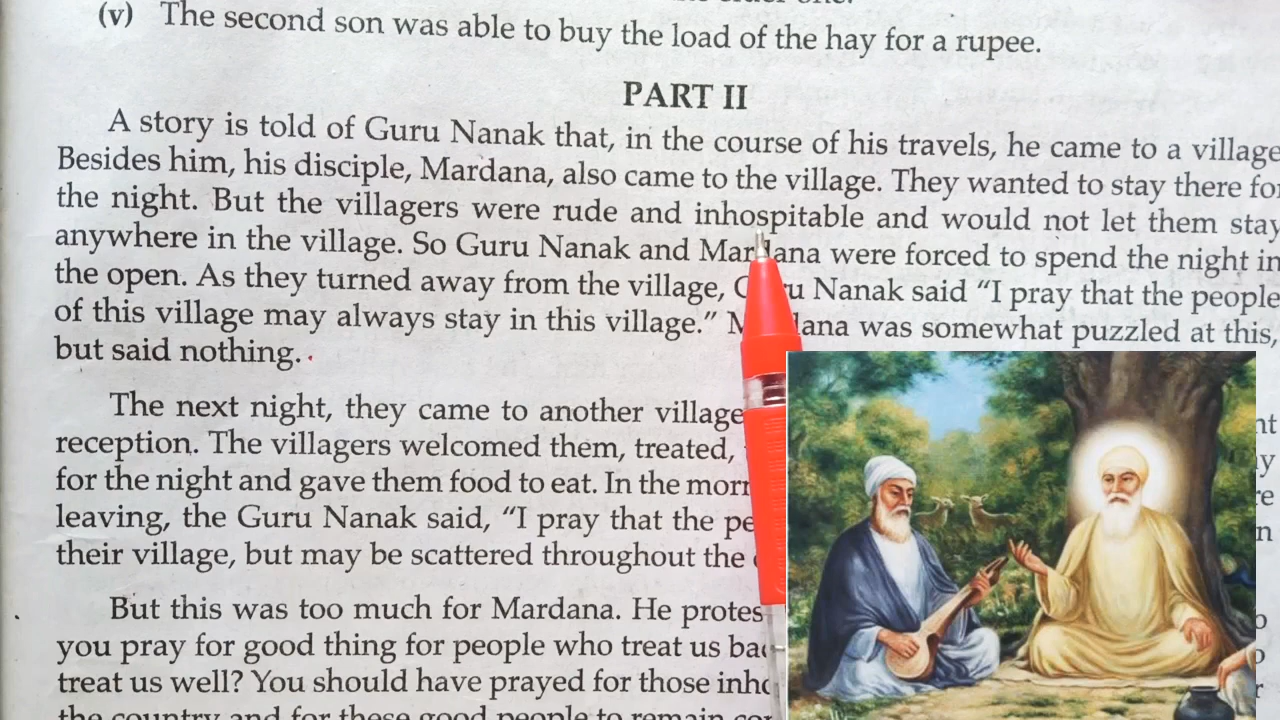 (v) The second son was able to buy the load of the hay for a rupee.
PART II
A story is told of Guru Nanak that, in the course of his travels, he came to a village
Besides him, his disciple, Mardana, also came to the village. They wanted to stay there for
the night. But the villagers were rude and inhospitable and would not let them stay
anywhere in the village. So Guru Nanak and Mardana were forced to spend the night in
the open. As they turned away from the village, Guru Nanak said “I pray that the people
of this village may always stay in this village.” Mardana was somewhat puzzled at this,
but said nothing.
The next night, they came to another village
reception. The villagers welcomed them, treated,
for the night and gave them food to eat. In the
leaving, the Guru Nanak said, “I pray that the
their village, but may be scattered throughout the
But this was too much for Mardana. He
you pray for good thing for people who treat us
treat us well? You should have prayed for those
the country and for these good people to remain